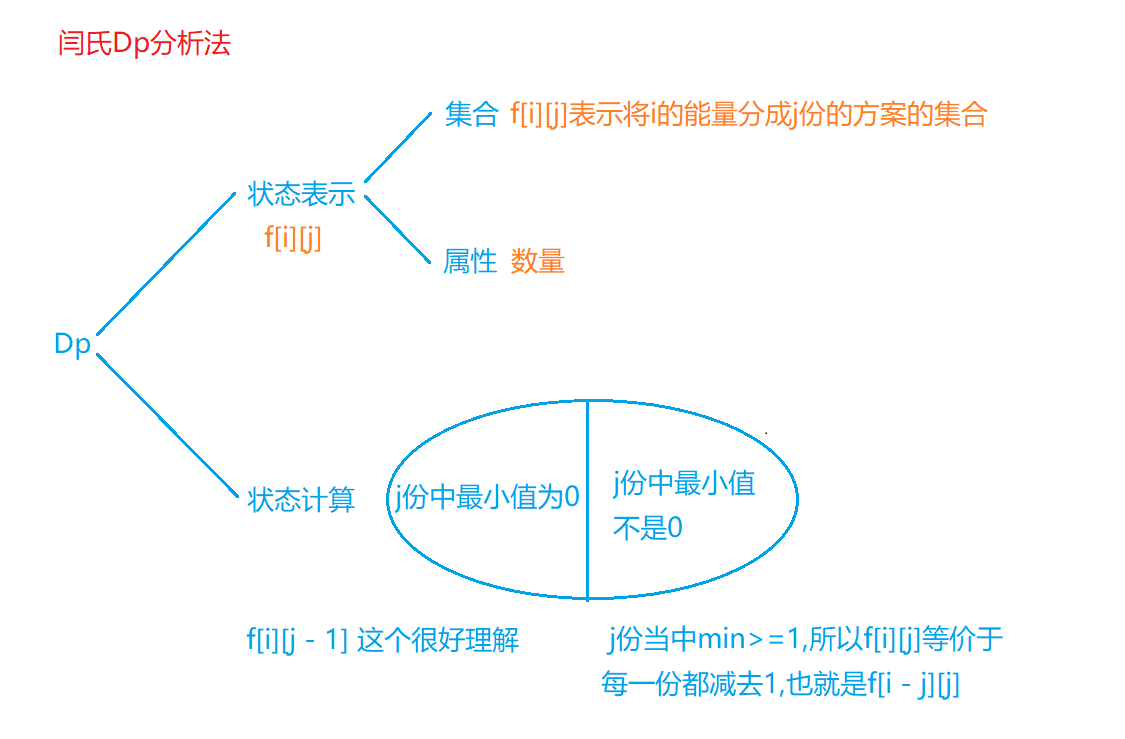 闫氏Dp分析法
集合 f[i][j]表示将i的能量分成j份的方案的集合
状态表示
f[i][j]
属性 数量
Dp
状态计算
j份中最小值为0
j份中最小值
不是0
f[i][j - 1] 这个很好理解
j份当中min>=1,所以f[i][j]等价于
每一份都减去1,也就是f[i - j][j]